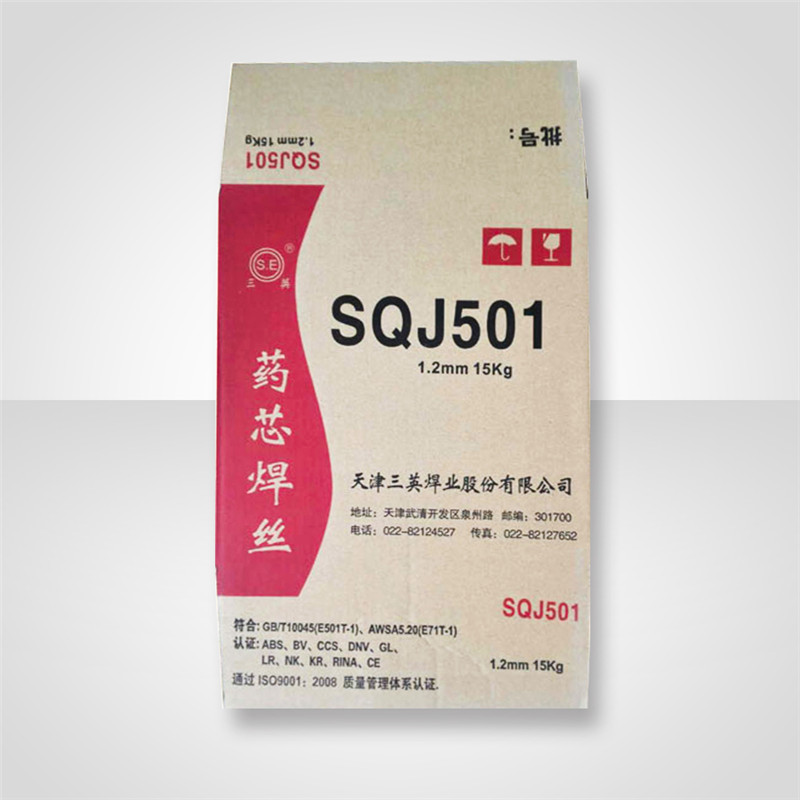 批号：
1.2mm 15Kg
SQJ501
S.E
®
三英
SQJ501
1.2mm 15Kg
药芯焊丝
天津三英焊业股份有限公司
地址：天津武清开发区泉州路 邮编：301700
电话：022-82124527 传真：022-82127652
SQJ501
符合：GB/T10045(E501T-1)、AWSA5.20(E71T-1)
认证：ABS、BV、CCS、DNV、GL、
LR、NK、KR、RINA、CE
1.2mm 15Kg
通过 ISO9001：2008 质量管理体系认证.